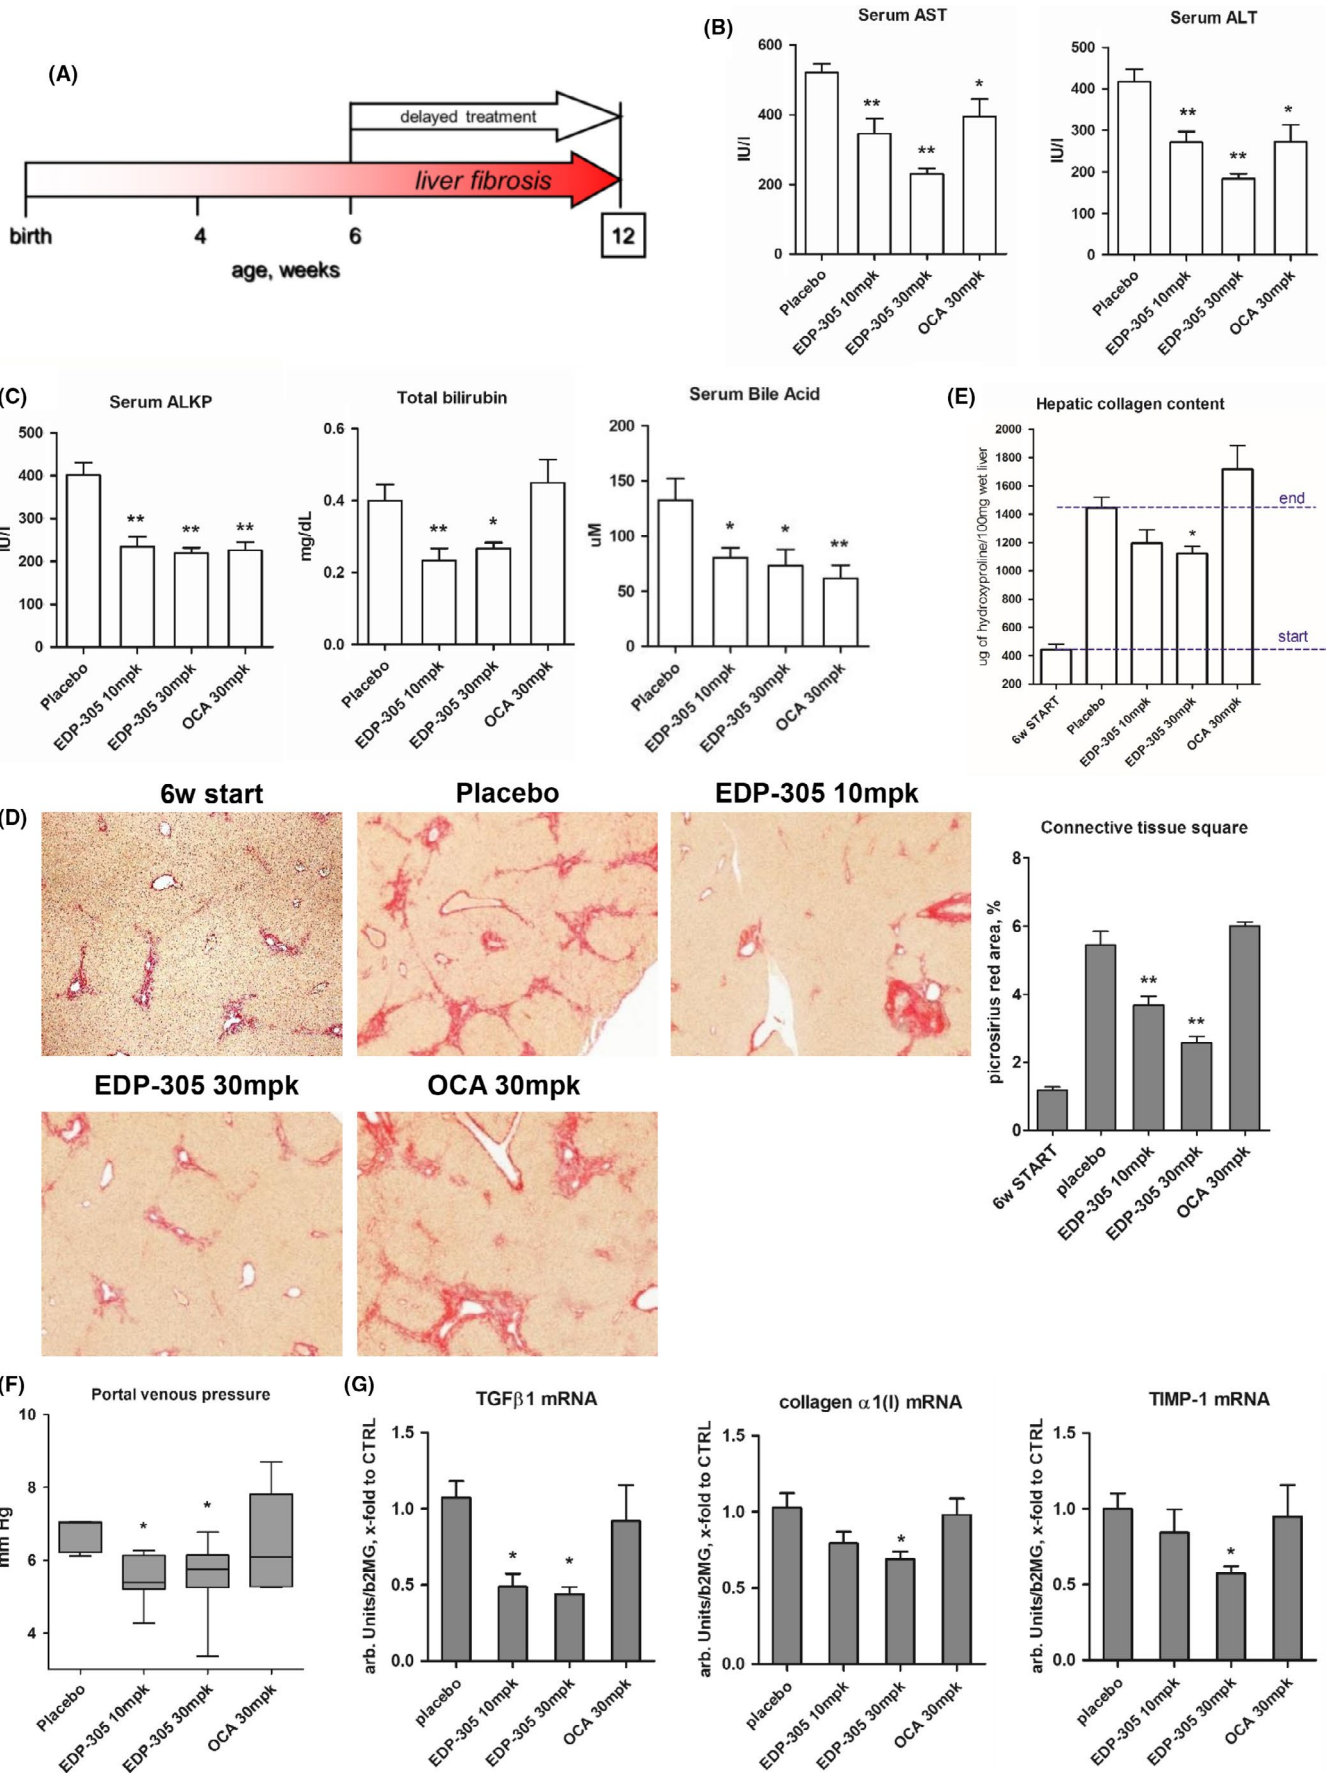 (A)
delayed treatment
liver fibrosis
birth
4
6
12
age, weeks
(B)
Serum AST
IU/l
600
400
200
0
**
**
*
Placebo
EDP-305 10mpk
EDP-305 30mpk
OCA 30mpk
Serum ALT
IU/l
500
400
300
200
100
0
**
**
*
Placebo
EDP-305 10mpk
EDP-305 30mpk
OCA 30mpk
(C)
Serum ALKP
IU/l
500
400
300
200
100
0
**
**
**
Placebo
EDP-305 10mpk
EDP-305 30mpk
OCA 30mpk
Total bilirubin
mg/dL
0.6
0.4
0.2
0.0
**
*
Placebo
EDP-305 10mpk
EDP-305 30mpk
OCA 30mpk
Serum Bile Acid
uM
200
150
100
50
0
*
*
**
Placebo
EDP-305 10mpk
EDP-305 30mpk
OCA 30mpk
(E)
Hepatic collagen content
ug of hydroxyproline/100mg wet liver
2000
1800
1600
1400
1200
1000
800
600
400
200
*
end
start
6w START
Placebo
EDP-305 10mpk
EDP-305 30mpk
OCA 30mpk
(D)
6w start
Placebo
EDP-305 10mpk
EDP-305 30mpk
OCA 30mpk
Connective tissue square
picrosirius red area, %
8
6
4
2
0
**
**
6w START
placebo
EDP-305 10mpk
EDP-305 30mpk
OCA 30mpk
(F)
Portal venous pressure
mm Hg
10
8
6
4
*
*
Placebo
EDP-305 10mpk
EDP-305 30mpk
OCA 30mpk
(G)
TGFβ1 mRNA
arb. Units/b2MG, x-fold to CTRL
1.5
1.0
0.5
0.0
*
*
placebo
EDP-305 10mpk
EDP-305 30mpk
OCA 30mpk
collagen α1(I) mRNA
arb. Units/b2MG, x-fold to CTRL
1.5
1.0
0.5
0.0
*
placebo
EDP-305 10mpk
EDP-305 30mpk
OCA 30mpk
TIMP-1 mRNA
arb. Units/b2MG, x-fold to CTRL
1.5
1.0
0.5
0.0
*
placebo
EDP-305 10mpk
EDP-305 30mpk
OCA 30mpk